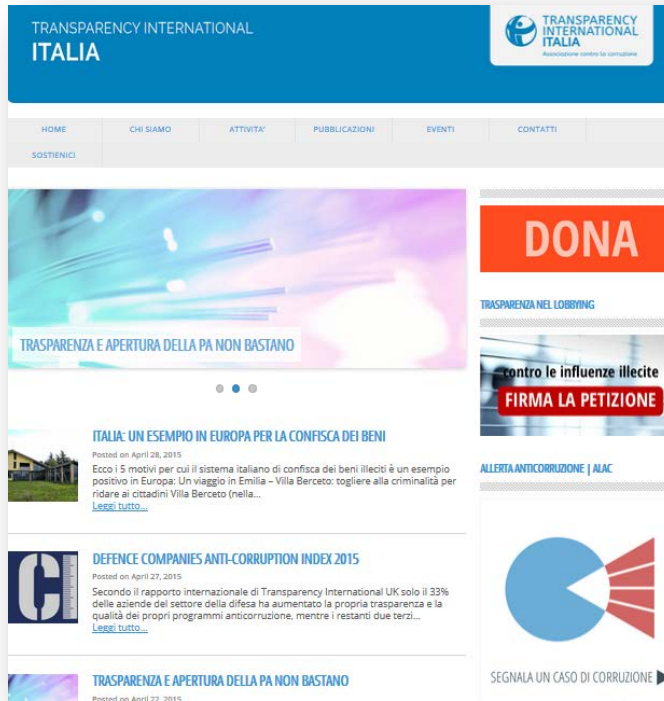 TRANSPARENCY INTERNATIONAL
ITALIA
TRANSPARENCY
INTERNATIONAL
ITALIA
Associazione contro la corruzione
HOME CHI SIAMO ATTIVITA' PUBBLICAZIONI EVENTI CONTATTI
SOSTIENICI
TRASPARENZA E APERTURA DELLA PA NON BASTANO
ITALIA: UN ESEMPIO IN EUROPA PER LA CONFISCA DEI BENI
Posted on April 28, 2015
Ecco i 5 motivi per cui il sistema italiano di confisca dei beni illeciti è un esempio
positivo in Europa: Un viaggio in Emilia – Villa Berceto: togliere alla criminalità per
ridare ai cittadini Villa Berceto (nella...
Leggi tutto...
CI
DEFENCE COMPANIES ANTI-CORRUPTION INDEX 2015
Posted on April 27, 2015
Secondo il rapporto internazionale di Transparency International UK solo il 33%
delle aziende del settore della difesa ha aumentato la propria trasparenza e la
qualità dei propri programmi anticorruzione, mentre i restanti due terzi...
Leggi tutto...
TRASPARENZA E APERTURA DELLA PA NON BASTANO
Posted on April 22, 2015
DONA
TRASPARENZA NEL LOBBYING
contro le influenze illecite
FIRMA LA PETIZIONE
ALLERTA ANTICORRUZIONE | ALAC
SEGNALA UN CASO DI CORRUZIONE